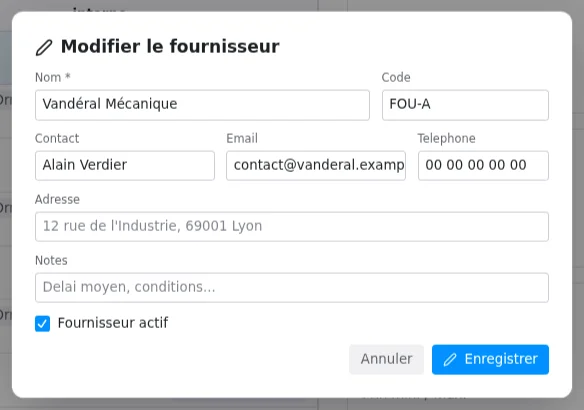 Modifier le fournisseur
Nom * Code
Vandéral Mécanique FOU-A
Contact Email Telephone
Alain Verdier contact@vanderal.examp 00 00 00 00 00
Adresse
12 rue de l'Industrie, 69001 Lyon
Notes
Delai moyen, conditions...
Fournisseur actif
Annuler Enregistrer